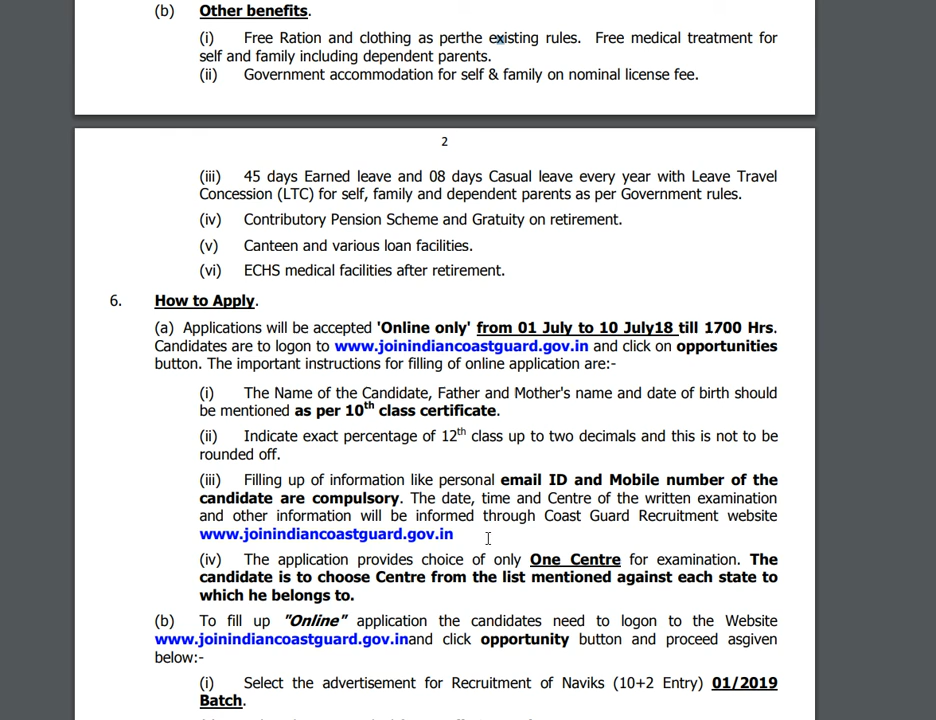 (b) Other benefits.
(i) Free Ration and clothing as perthe existing rules. Free medical treatment for
self and family including dependent parents.
(ii) Government accommodation for self & family on nominal license fee.
2
(iii) 45 days Earned leave and 08 days Casual leave every year with Leave Travel
Concession (LTC) for self, family and dependent parents as per Government rules.
(iv) Contributory Pension Scheme and Gratuity on retirement.
(v) Canteen and various loan facilities.
(vi) ECHS medical facilities after retirement.
6. How to Apply.
(a) Applications will be accepted 'Online only' from 01 July to 10 July18 till 1700 Hrs.
Candidates are to logon to www.joinindiancoastguard.gov.in and click on opportunities
button. The important instructions for filling of online application are:-
(i) The Name of the Candidate, Father and Mother's name and date of birth should
be mentioned as per 10th class certificate.
(ii) Indicate exact percentage of 12th class up to two decimals and this is not to be
rounded off.
(iii) Filling up of information like personal email ID and Mobile number of the
candidate are compulsory. The date, time and Centre of the written examination
and other information will be informed through Coast Guard Recruitment website
www.joinindiancoastguard.gov.in
(iv) The application provides choice of only One Centre for examination. The
candidate is to choose Centre from the list mentioned against each state to
which he belongs to.
(b) To fill up "Online" application the candidates need to logon to the Website
www.joinindiancoastguard.gov.inand click opportunity button and proceed asgiven
below:-
(i) Select the advertisement for Recruitment of Naviks (10+2 Entry) 01/2019
Batch.